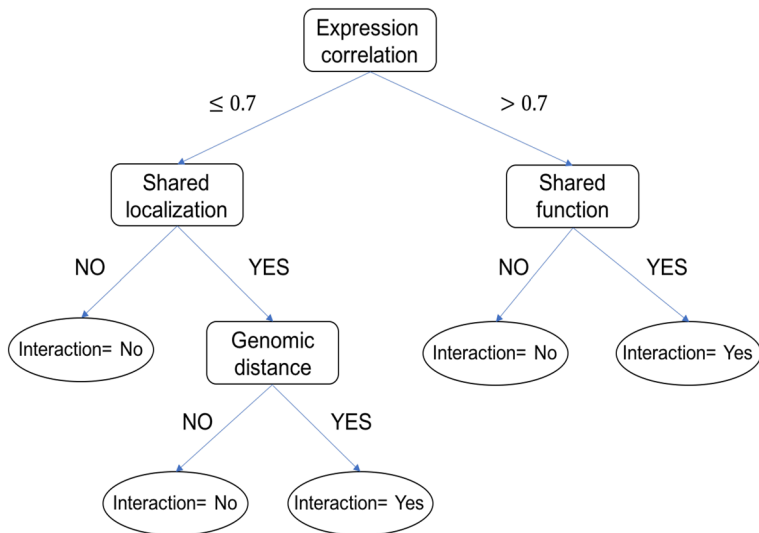 Expression
correlation
≤ 0.7
> 0.7
Shared
localization
Shared
function
NO
YES
NO
YES
Interaction= No
Genomic
distance
Interaction= No
Interaction= Yes
NO
YES
Interaction= No
Interaction= Yes